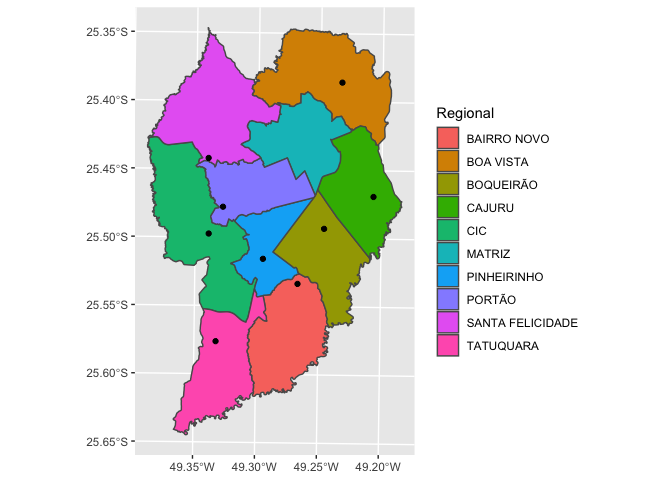 25.35°S
25.40°S
25.45°S
25.50°S
25.55°S
25.60°S
25.65°S
49.35°W 49.30°W 49.25°W 49.20°W
Regional
BAIRRO NOVO
BOA VISTA
BOQUEIRÃO
CAJURU
CIC
MATRIZ
PINHEIRINHO
PORTÃO
SANTA FELICIDADE
TATUQUARA